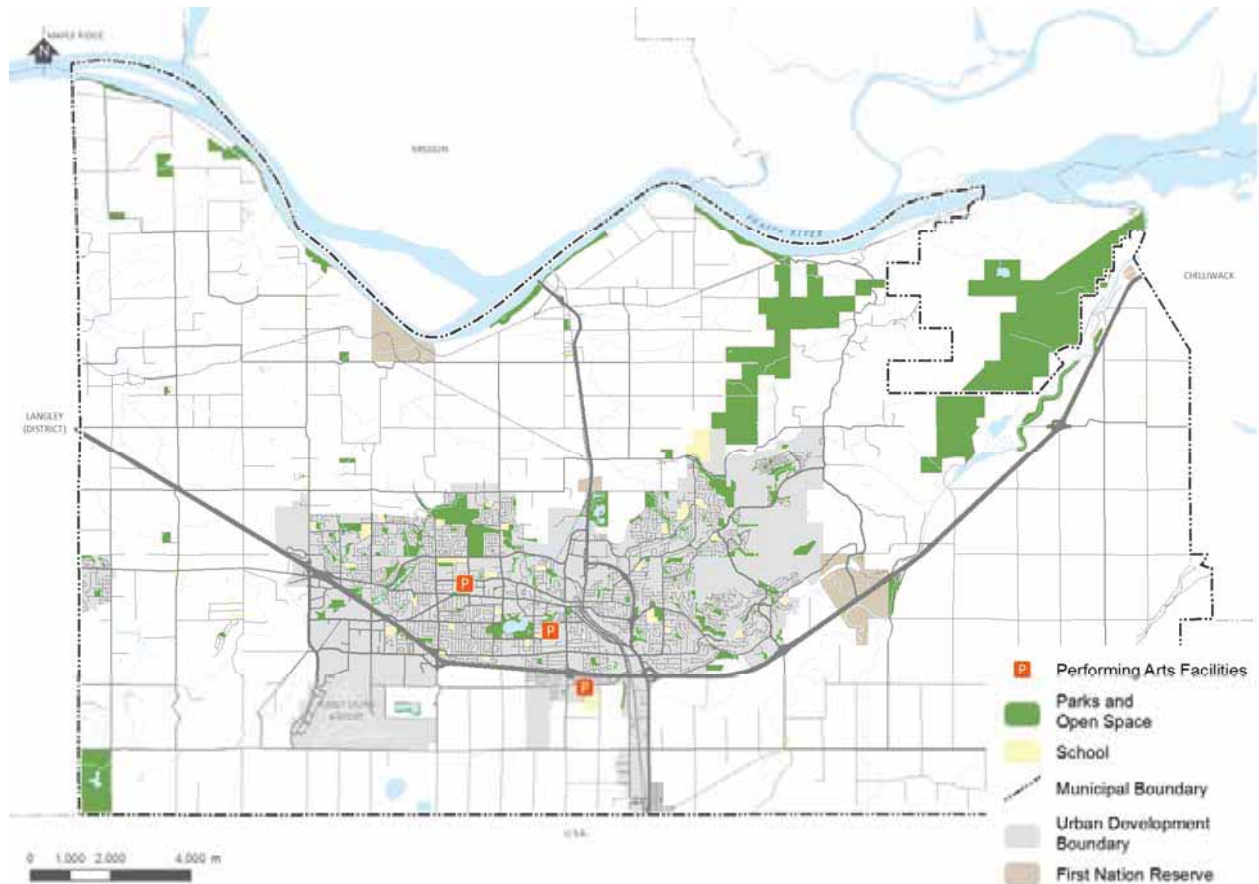 MAPLE RIDGE
N
MISSION
FRASER RIVER
CHILLIWACK
LANGLEY
(DISTRICT)
P
P
P
P Performing Arts Facilities
Parks and
Open Space
School
Municipal Boundary
Urban Development
Boundary
First Nation Reserve
U.S.A.
0 1,000 2,000 4,000 m